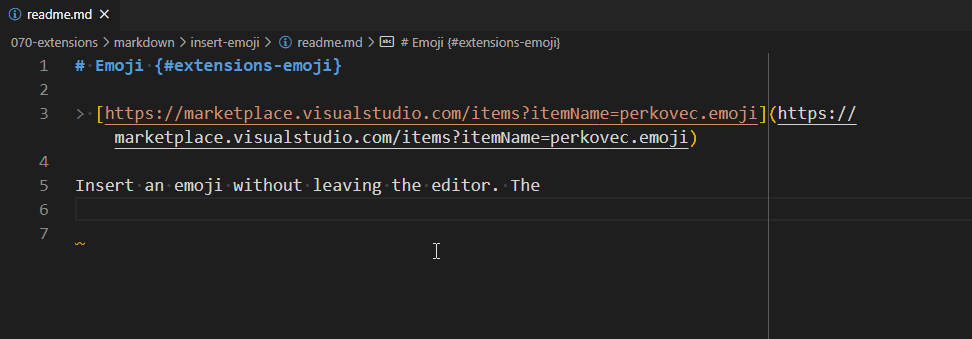 readme.md
070-extensions > markdown > insert-emoji > readme.md > # Emoji {#extensions-emoji}
1 # Emoji {#extensions-emoji}
2
3 > [https://marketplace.visualstudio.com/items?itemName=perkovec.emoji](https://
marketplace.visualstudio.com/items?itemName=perkovec.emoji)
4
5 Insert an emoji without leaving the editor. The
6
7